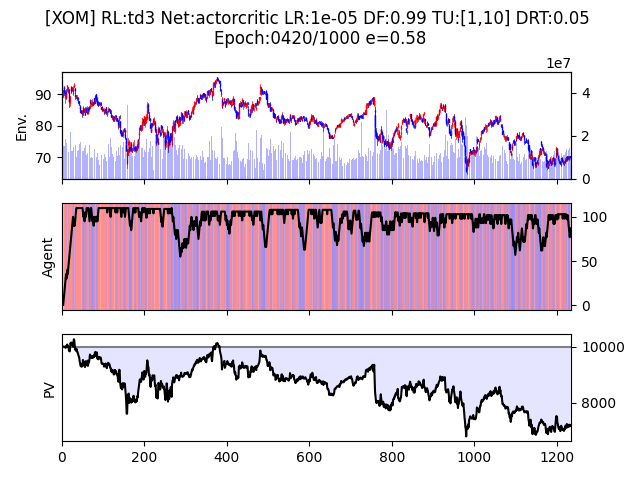 [XOM] RL:td3 Net:actorcritic LR:1e-05 DF:0.99 TU:[1,10] DRT:0.05
Epoch:0420/1000 e=0.58
1e7
Env.
90
80
70
4
2
0
Agent
100
50
0
PV
10000
8000
0 200 400 600 800 1000 1200